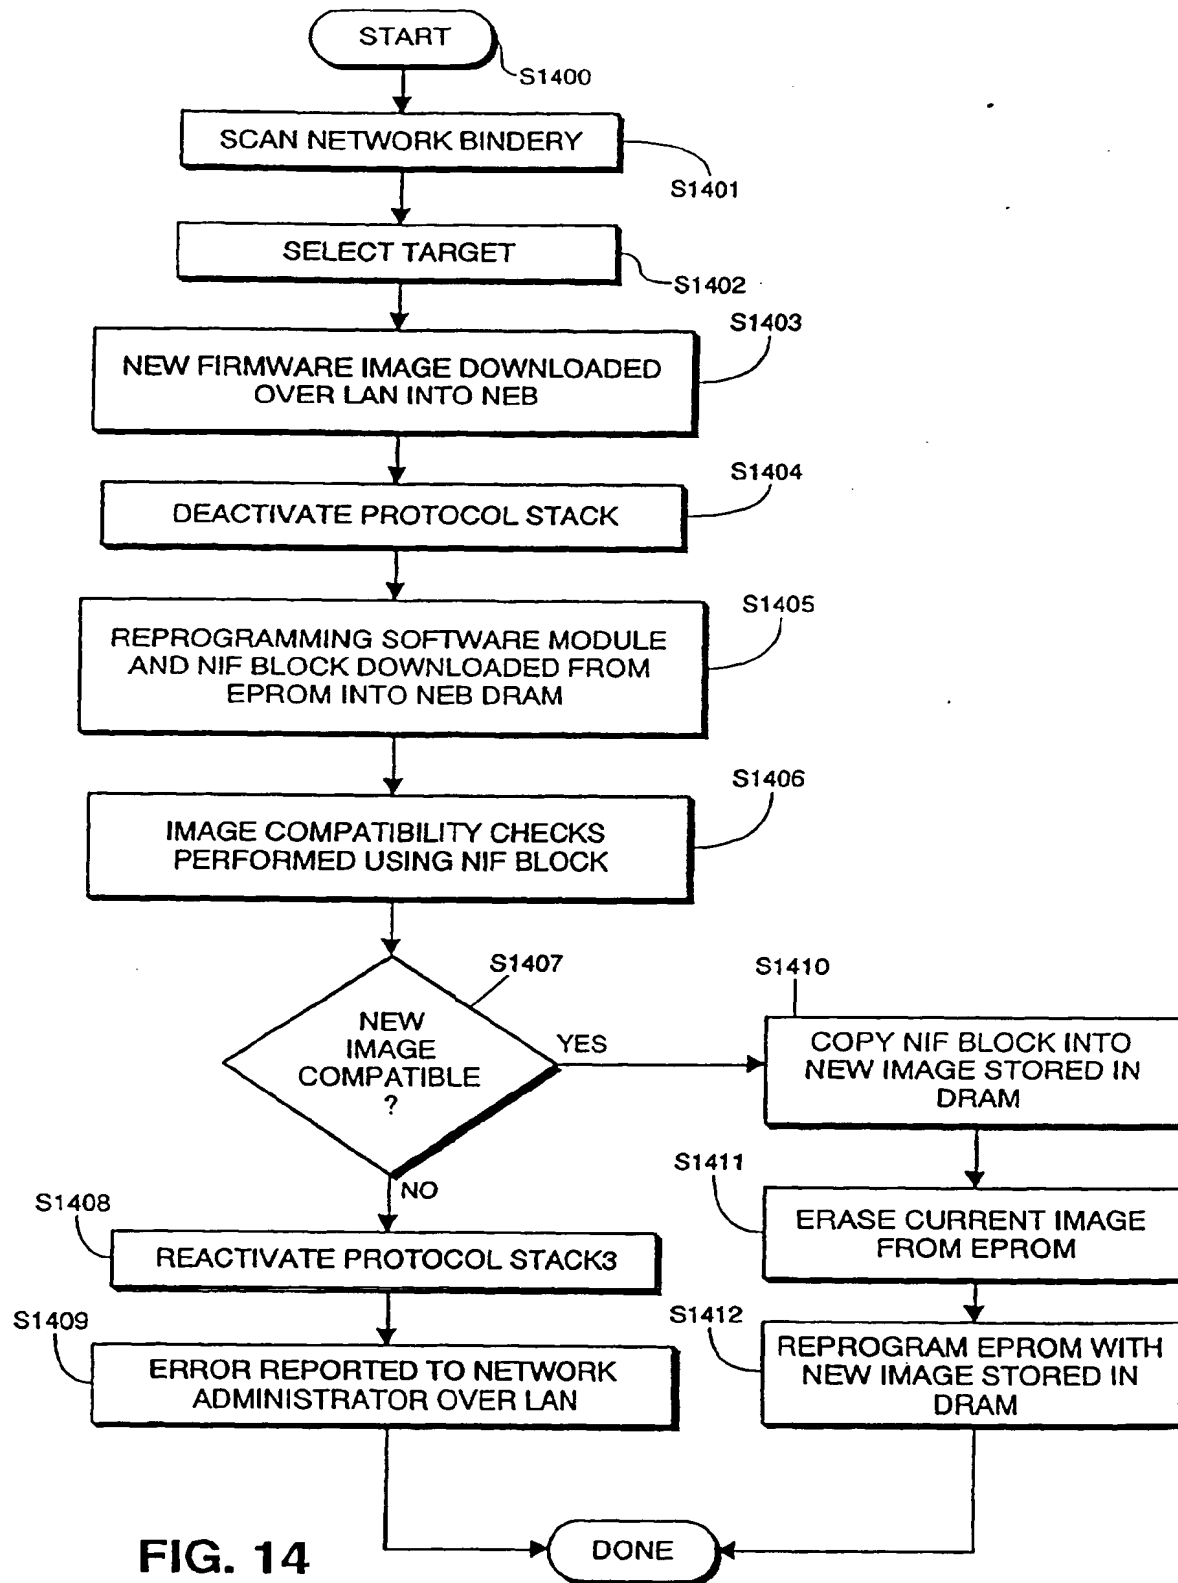 START
S1400
SCAN NETWORK BINDERY
S1401
SELECT TARGET
S1402
S1403
NEW FIRMWARE IMAGE DOWNLOADED
OVER LAN INTO NEB
S1404
DEACTIVATE PROTOCOL STACK
S1405
REPROGRAMMING SOFTWARE MODULE
AND NIF BLOCK DOWNLOADED FROM
EPROM INTO NEB DRAM
S1406
IMAGE COMPATIBILITY CHECKS
PERFORMED USING NIF BLOCK
S1407
NEW
IMAGE
COMPATIBLE
?
YES
NO
S1410
COPY NIF BLOCK INTO
NEW IMAGE STORED IN
DRAM
S1411
ERASE CURRENT IMAGE
FROM EPROM
S1408
REACTIVATE PROTOCOL STACK3
S1412
REPROGRAM EPROM WITH
NEW IMAGE STORED IN
DRAM
S1409
ERROR REPORTED TO NETWORK
ADMINISTRATOR OVER LAN
DONE
FIG. 14